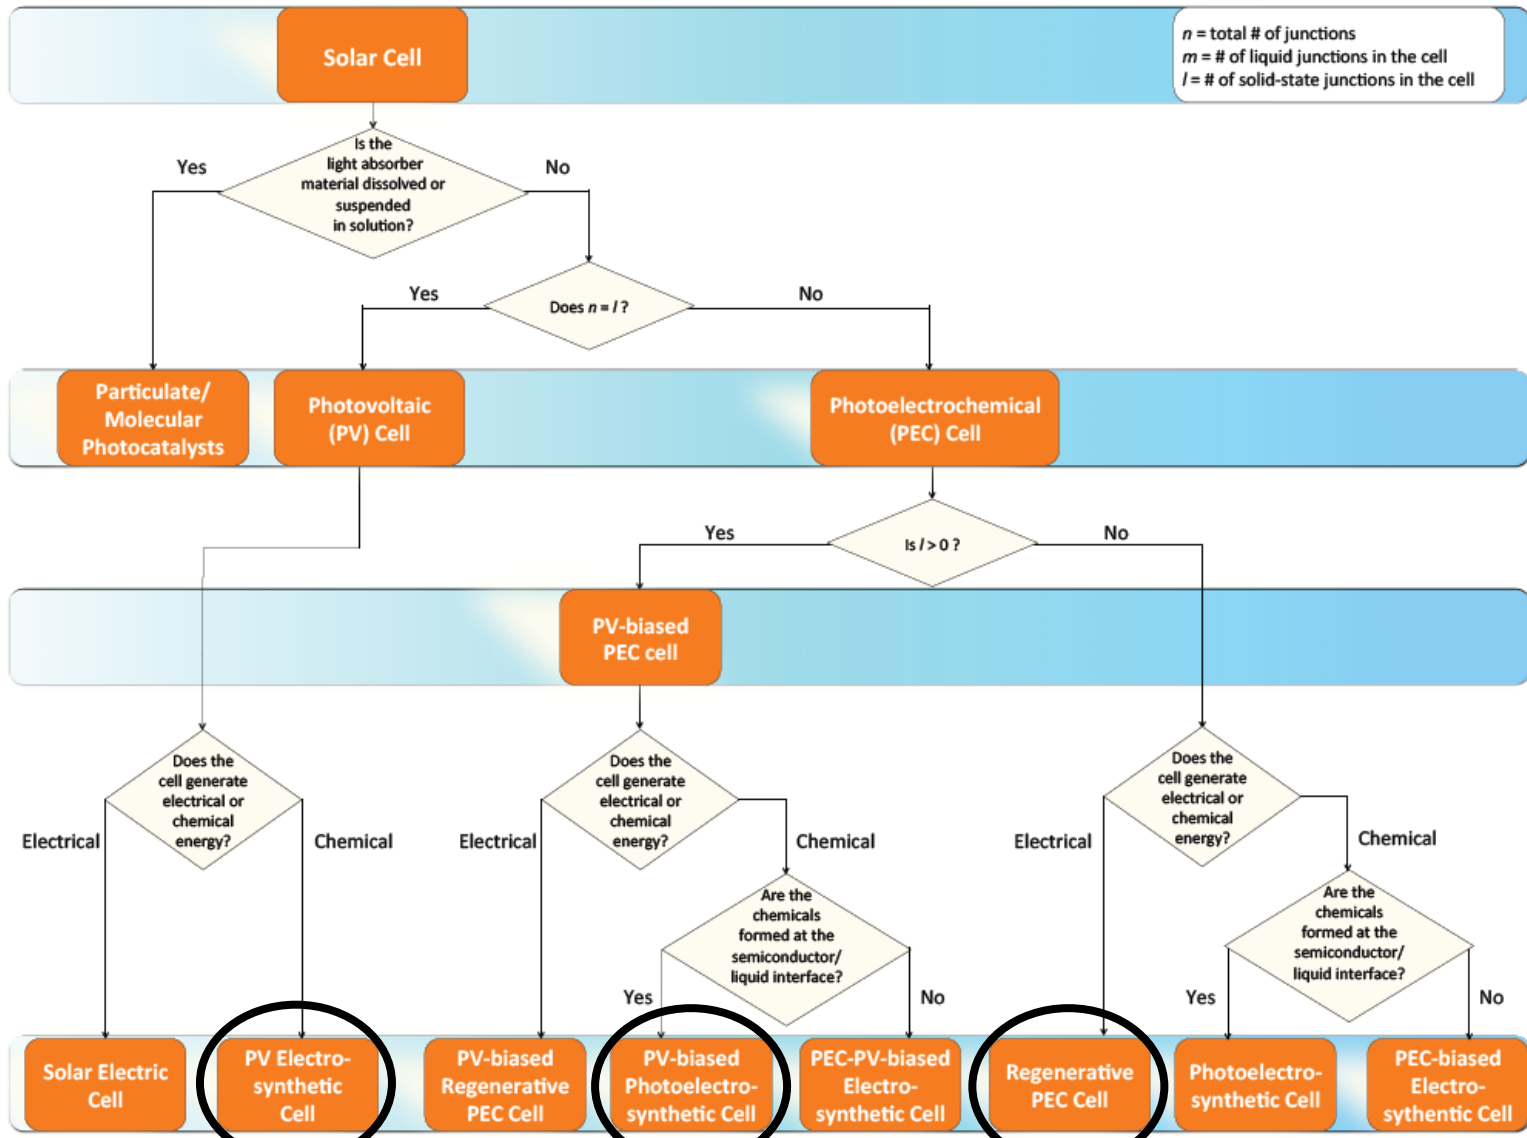 Solar Cell
n = total # of junctions
m = # of liquid junctions in the cell
l = # of solid-state junctions in the cell
Is the
light absorber
material dissolved or
suspended
in solution?
Yes
No
Does n = l ?
Yes
No
Particulate/
Molecular
Photocatalysts
Photovoltaic
(PV) Cell
Photoelectrochemical
(PEC) Cell
Is l > 0 ?
Yes
No
PV-biased
PEC cell
Does the
cell generate
electrical or
chemical
energy?
Electrical
Chemical
Does the
cell generate
electrical or
chemical
energy?
Electrical
Chemical
Does the
cell generate
electrical or
chemical
energy?
Electrical
Chemical
Are the
chemicals
formed at the
semiconductor/
liquid interface?
Yes
No
Are the
chemicals
formed at the
semiconductor/
liquid interface?
Yes
No
Solar Electric
Cell
PV Electro-
synthetic
Cell
PV-biased
Regenerative
PEC Cell
PV-biased
Photoelectro-
synthetic Cell
PEC-PV-biased
Electro-
synthetic Cell
Regenerative
PEC Cell
Photoelectro-
synthetic Cell
PEC-biased
Electro-
sythentic Cell